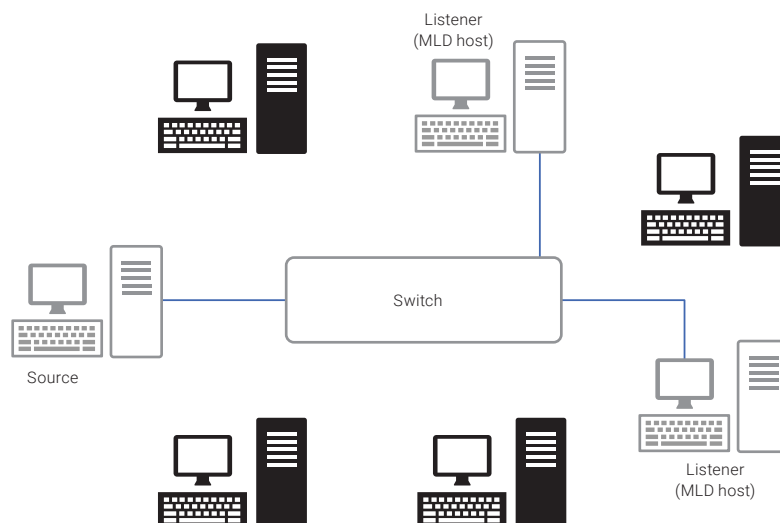 Listener
(MLD host)
Switch
Source
Listener
(MLD host)